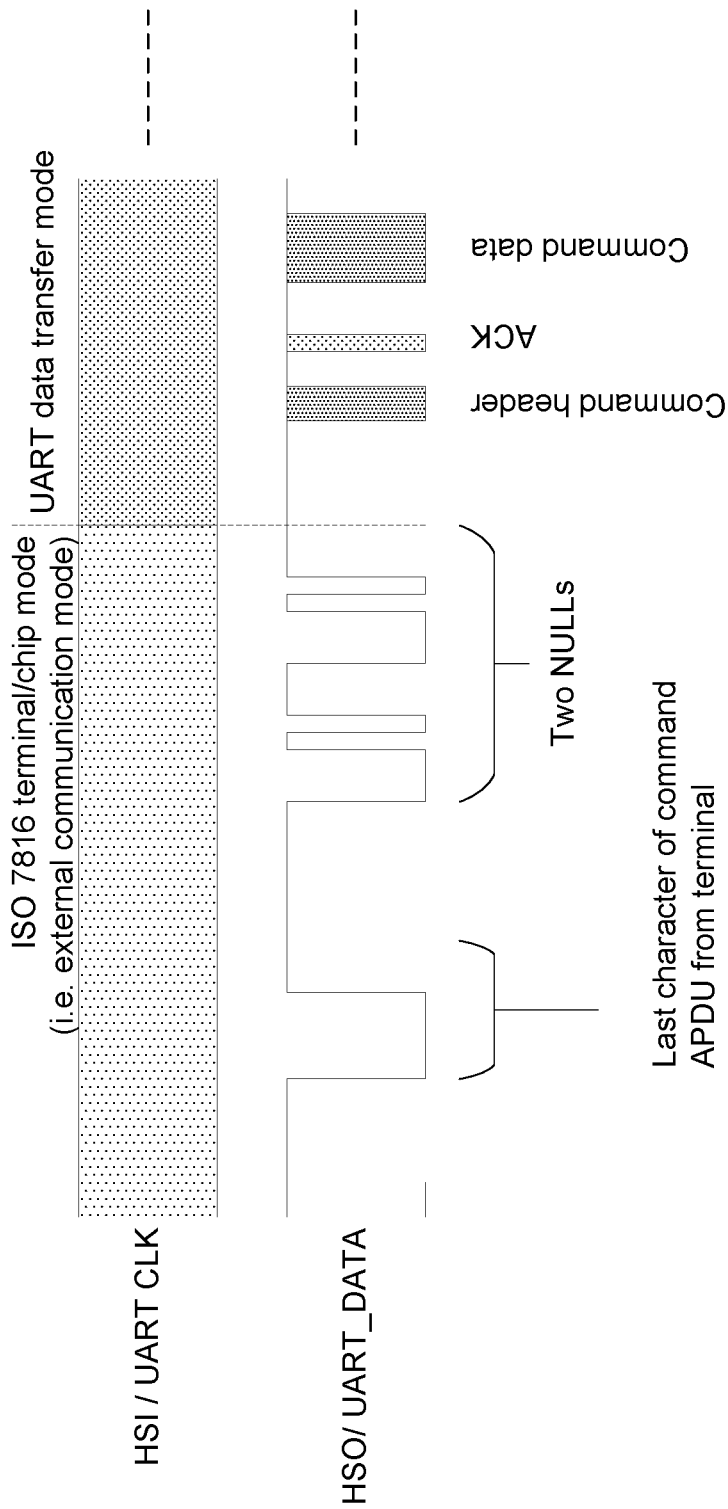 ISO 7816 terminal/chip mode
(i.e. external communication mode)
UART data transfer mode
HSI / UART CLK
HSO/ UART_DATA
Command header
ACK
Command data
Two NULLs
Last character of command
APDU from terminal